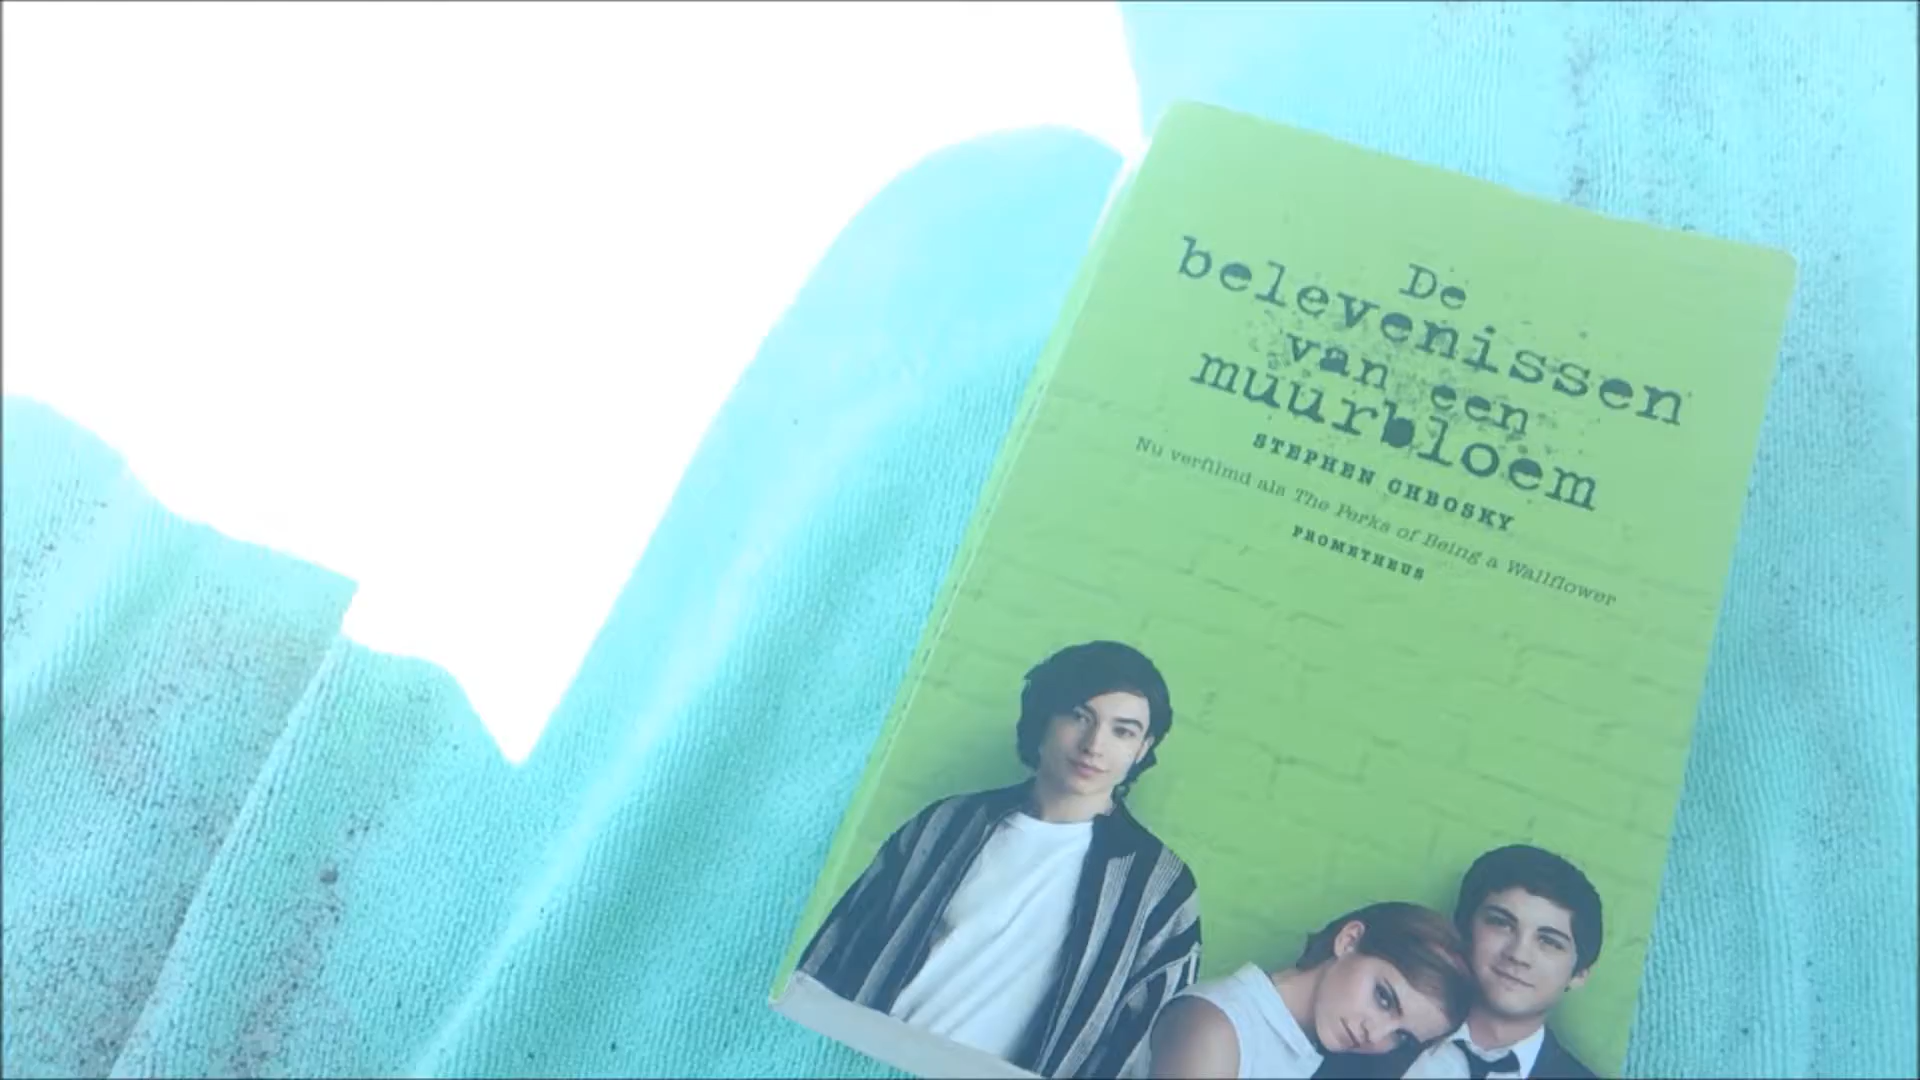 De
belevenissen
van een
muurbloem
STEPHEN CHBOSKY
Nu verfilmd als The Perks of Being a Wallflower
PROMETHEUS